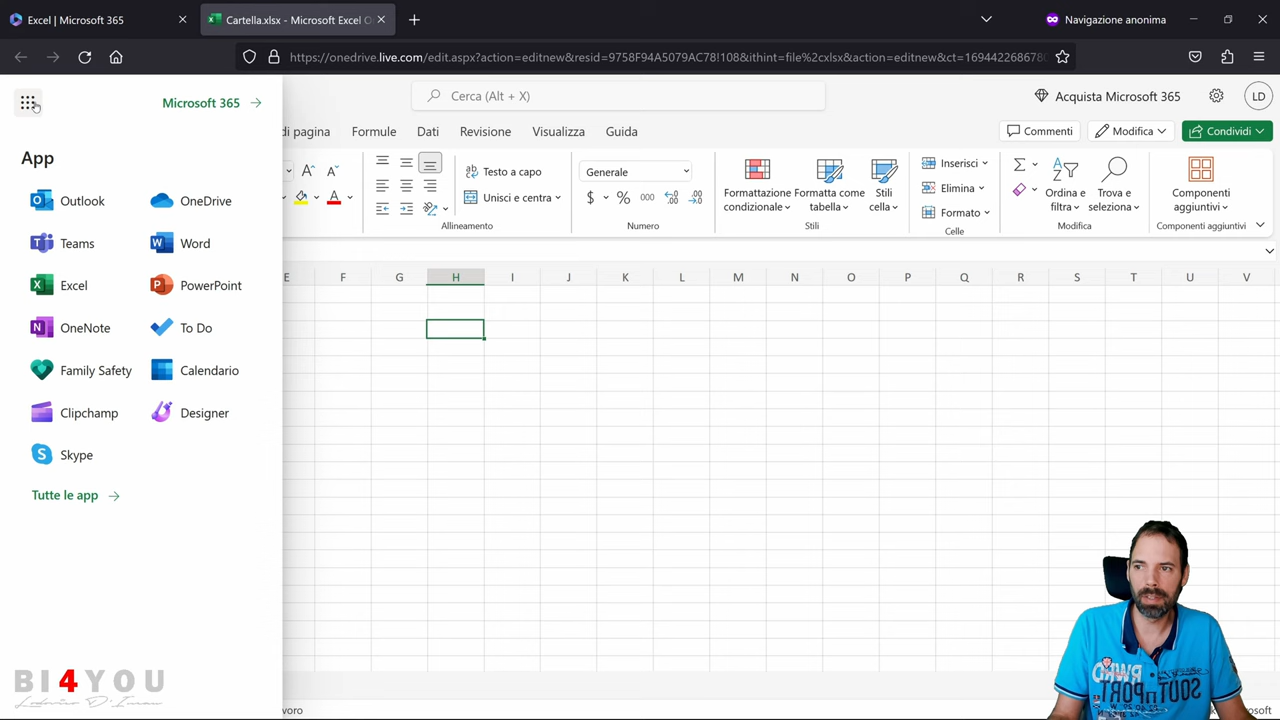 Excel | Microsoft 365
Cartella.xlsx - Microsoft Excel O
Navigazione anonima
https://onedrive.live.com/edit.aspx?action=editnew&resid=9758F94A5079AC78!108&ithint=file%2cxlsx&action=editnew&ct=1694422686780
Microsoft 365
Cerca (Alt + X)
Acquista Microsoft 365
LD
di pagina
Formule
Dati
Revisione
Visualizza
Guida
Commenti
Modifica
Condividi
App
Outlook
OneDrive
Teams
Word
Excel
PowerPoint
OneNote
To Do
Family Safety
Calendario
Clipchamp
Designer
Skype
Tutte le app
Testo a capo
Unisci e centra
Allineamento
Generale
$ % 000
Numero
Formattazione
condizionale
Formatta come
tabella
Stili
cella
Stili
Inserisci
Elimina
Formato
Celle
Ordina e
filtra
Trova e
seleziona
Modifica
Componenti
aggiuntivi
Componenti aggiuntivi
E F G H I J K L M N O P Q R S T U V
BI4YOU
voro